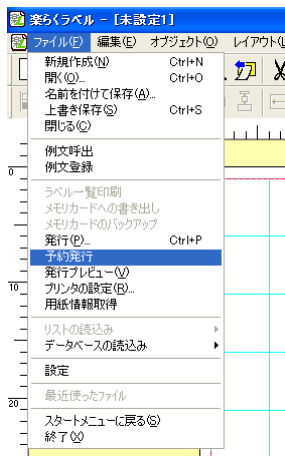 楽らくラベル - [未設定1]
ファイル(F) 編集(E) オブジェクト(O) レイアウト(L
新規作成(N) Ctrl+N
開く(O)... Ctrl+O
名前を付けて保存(A)...
上書き保存(S) Ctrl+S
閉じる(C)
例文呼出
例文登録
ラベル一覧印刷
メモリカードへの書き出し
メモリカードのバックアップ
発行(P)... Ctrl+P
予約発行
発行プレビュー(V)
プリンタの設定(R)...
用紙情報取得
リストの読込み
データベースの読込み
設定
最近使ったファイル
スタートメニューに戻る(S)
終了(X)
0
10
20